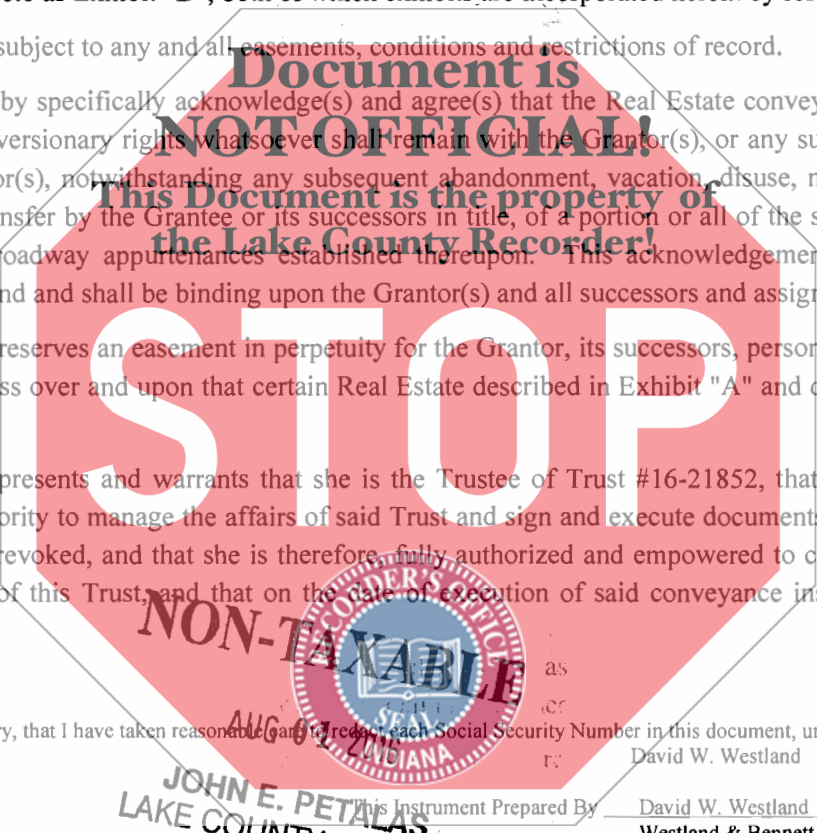 subject to any and all easements, conditions and restrictions of record.
Document is
by specifically acknowledge(s) and agree(s) that the Real Estate convey
NOT OFFICIAL!
versionary rights whatsoever shall remain with the Grantor(s), or any su
or(s), notwithstanding any subsequent abandonment, vacation, disuse, n
This Document is the property of
nsfer by the Grantee or its successors in title, of a portion or all of the s
the Lake County Recorder!
oadway appurtenances established thereupon. This acknowledgemen
nd and shall be binding upon the Grantor(s) and all successors and assign
STOP
reserves an easement in perpetuity for the Grantor, its successors, person
ss over and upon that certain Real Estate described in Exhibit "A" and
presents and warrants that she is the Trustee of Trust #16-21852, that
ority to manage the affairs of said Trust and sign and execute documents
revoked, and that she is therefore, fully authorized and empowered to c
of this Trust, and that on the date of execution of said conveyance in
NON-TAXABLE
RECORDER'S OFFICE
SEAL
INDIANA
as
ry, that I have taken reasonable care to redact each Social Security Number in this document, un
AUG 01 2016
David W. Westland
JOHN E. PETALAS
LAKE COUNTY
This Instrument Prepared By David W. Westland
Westland & Bennett